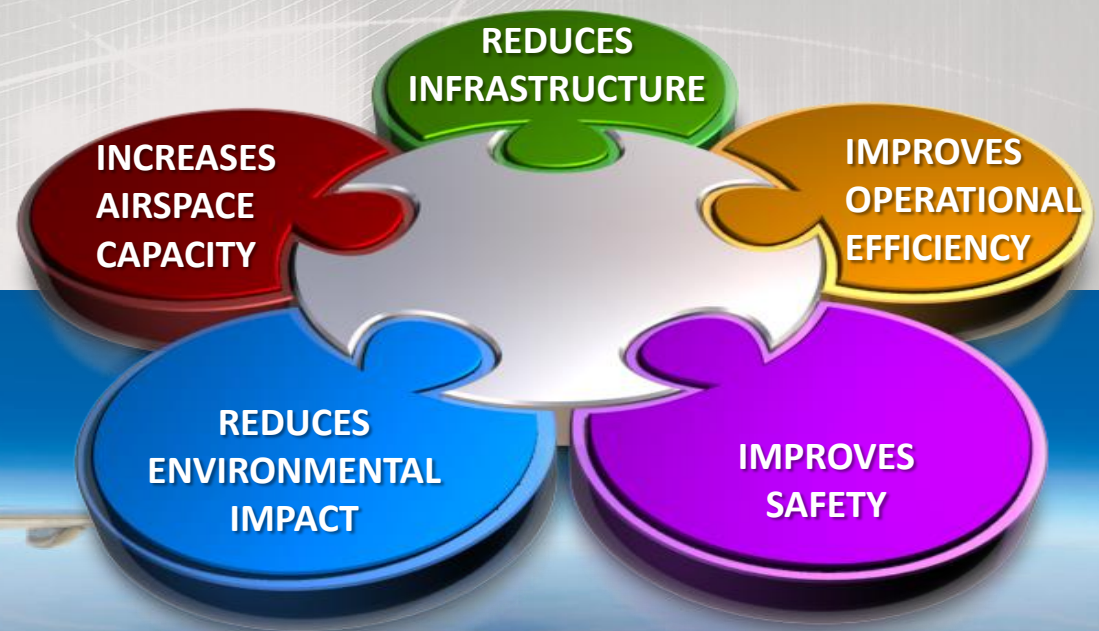 REDUCES
INFRASTRUCTURE
INCREASES
AIRSPACE
CAPACITY
IMPROVES
OPERATIONAL
EFFICIENCY
REDUCES
ENVIRONMENTAL
IMPACT
IMPROVES
SAFETY